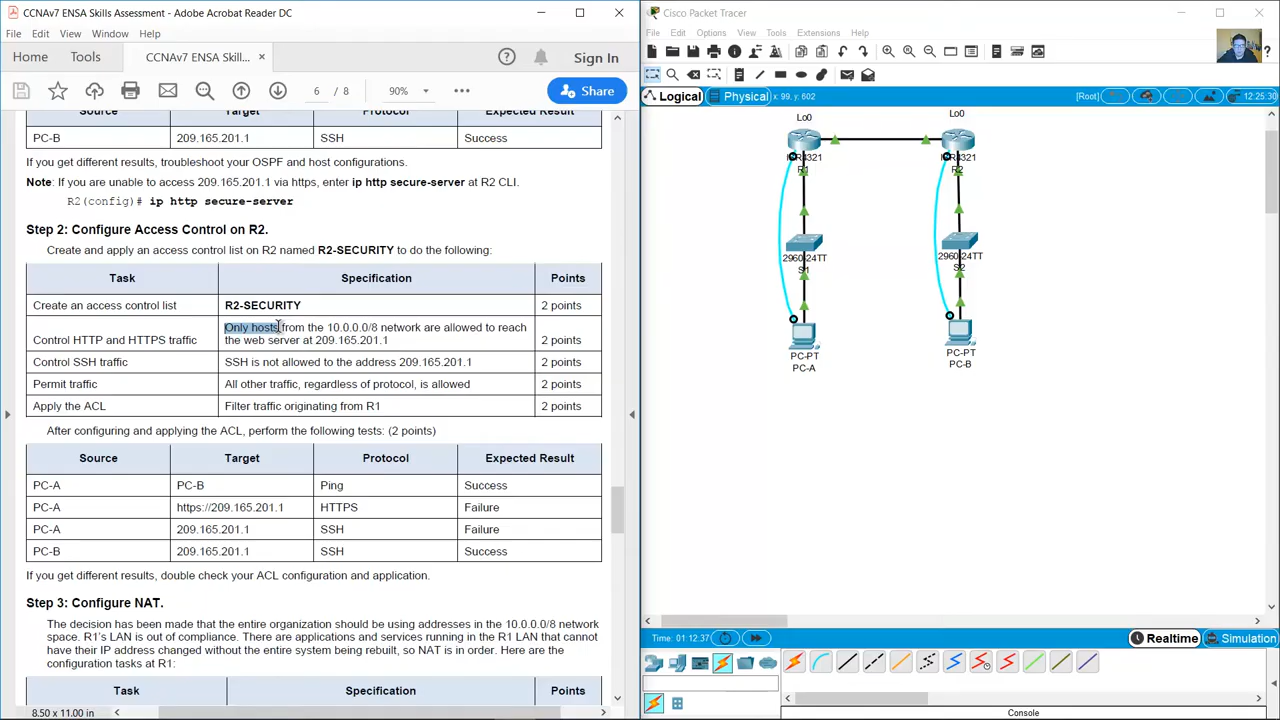 CCNAv7 ENSA Skills Assessment - Adobe Acrobat Reader DC
File Edit View Window Help
Home Tools CCNAv7 ENSA Skill... × Sign In
6 / 8 90% Share
Source Target Protocol Expected Result
PC-B 209.165.201.1 SSH Success
If you get different results, troubleshoot your OSPF and host configurations.
Note: If you are unable to access 209.165.201.1 via https, enter ip http secure-server at R2 CLI.
R2(config)# ip http secure-server
Step 2: Configure Access Control on R2.
Create and apply an access control list on R2 named R2-SECURITY to do the following:
Task Specification Points
Create an access control list R2-SECURITY 2 points
Control HTTP and HTTPS traffic Only hosts from the 10.0.0.0/8 network are allowed to reach
the web server at 209.165.201.1 2 points
Control SSH traffic SSH is not allowed to the address 209.165.201.1 2 points
Permit traffic All other traffic, regardless of protocol, is allowed 2 points
Apply the ACL Filter traffic originating from R1 2 points
After configuring and applying the ACL, perform the following tests: (2 points)
Source Target Protocol Expected Result
PC-A PC-B Ping Success
PC-A https://209.165.201.1 HTTPS Failure
PC-A 209.165.201.1 SSH Failure
PC-B 209.165.201.1 SSH Success
If you get different results, double check your ACL configuration and application.
Step 3: Configure NAT.
The decision has been made that the entire organization should be using addresses in the 10.0.0.0/8 network
R1's LAN is out of compliance. There are applications and services running in the R1 LAN that cannot
their IP address changed without the entire system being rebuilt, so NAT is in order. Here are the
configuration tasks at R1:
Task Specification Points
8.50 x 11.00 in
Cisco Packet Tracer
File Edit Options View Tools Extensions Help
Logical Physical x: 99, y: 602 [Root] 12:25:30
Lo0 Lo0
ISR4321 ISR4321
R1 R2
2960-24TT 2960-24TT
S1 S2
PC-PT PC-PT
PC-A PC-B
Time: 01:12:37 Realtime Simulation
Console